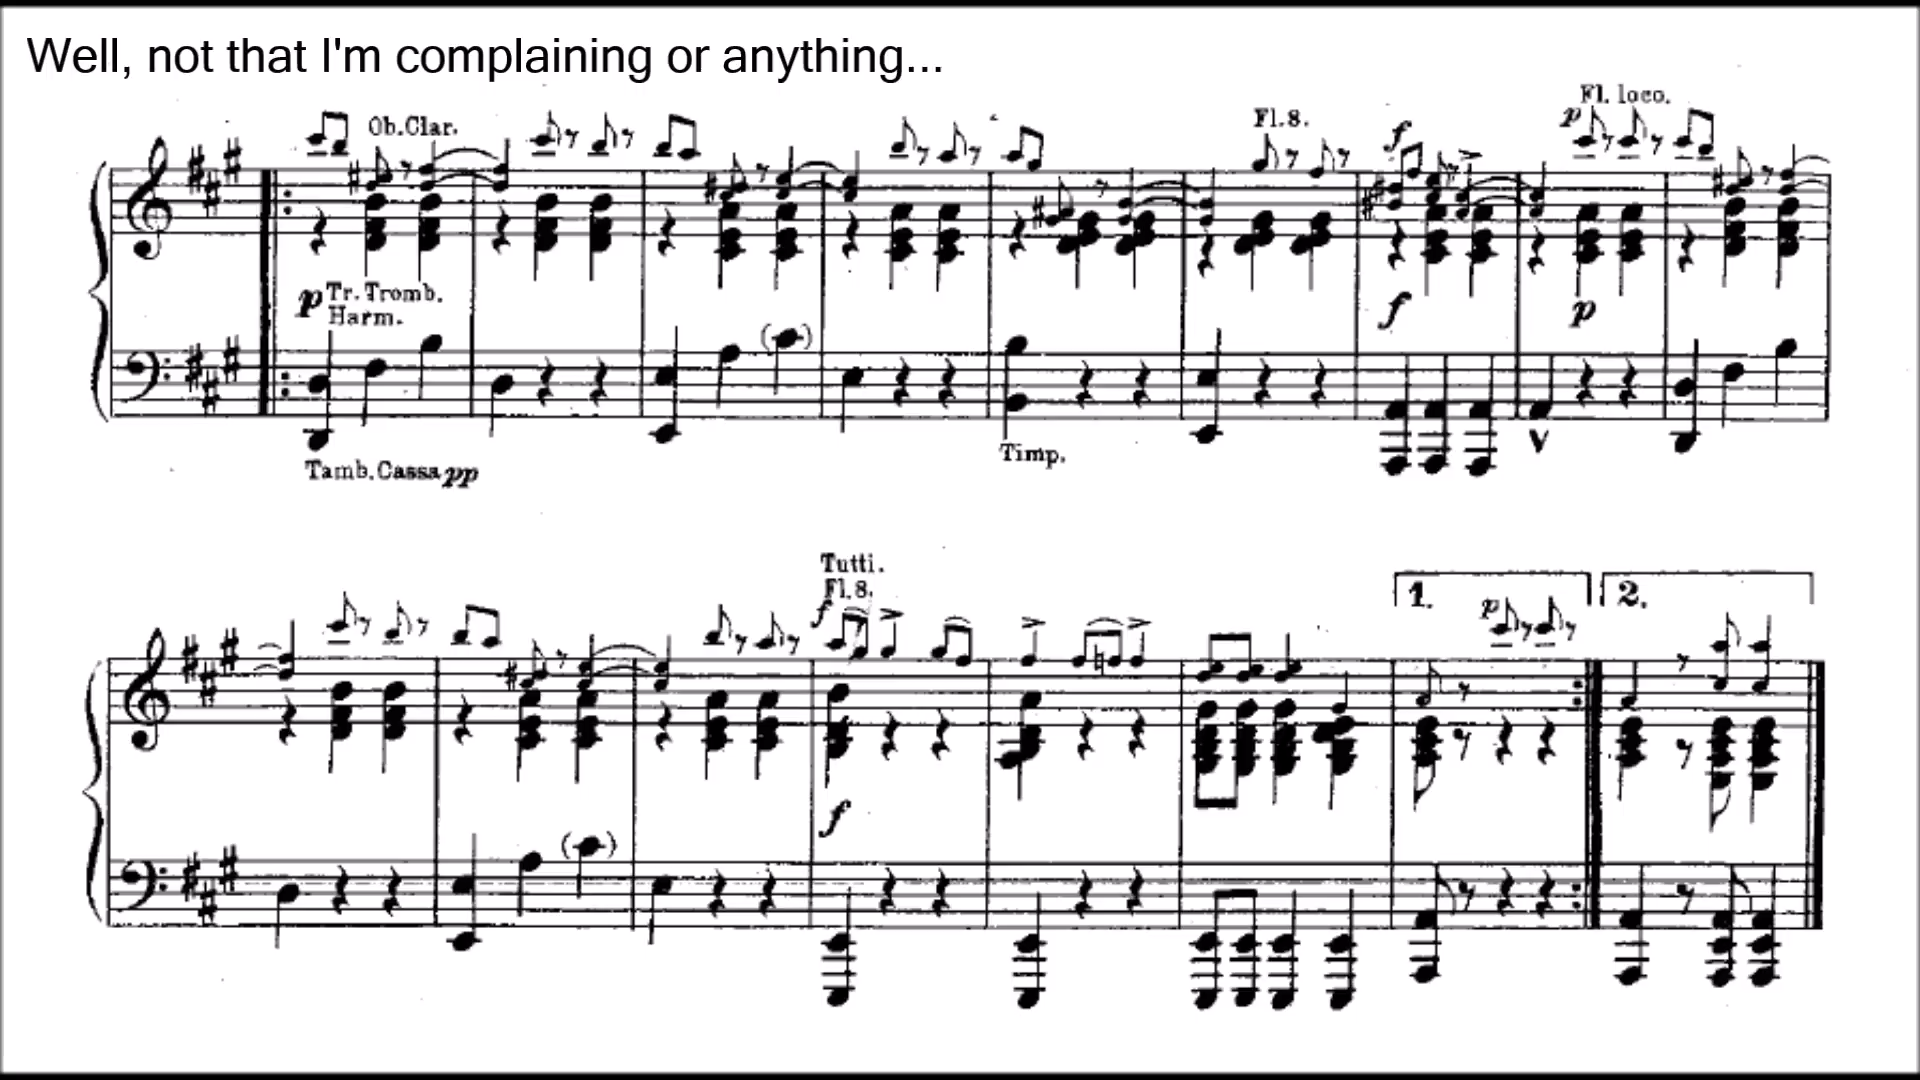 Well, not that I'm complaining or anything...
Ob.Clar.
Fl.8.
f
p
Fl. loco.
p Tr.Tromb.
Harm.
f
p
Tamb.Cassa pp
Timp.
Tutti.
Fl.8.
f
1.
p
2.
f